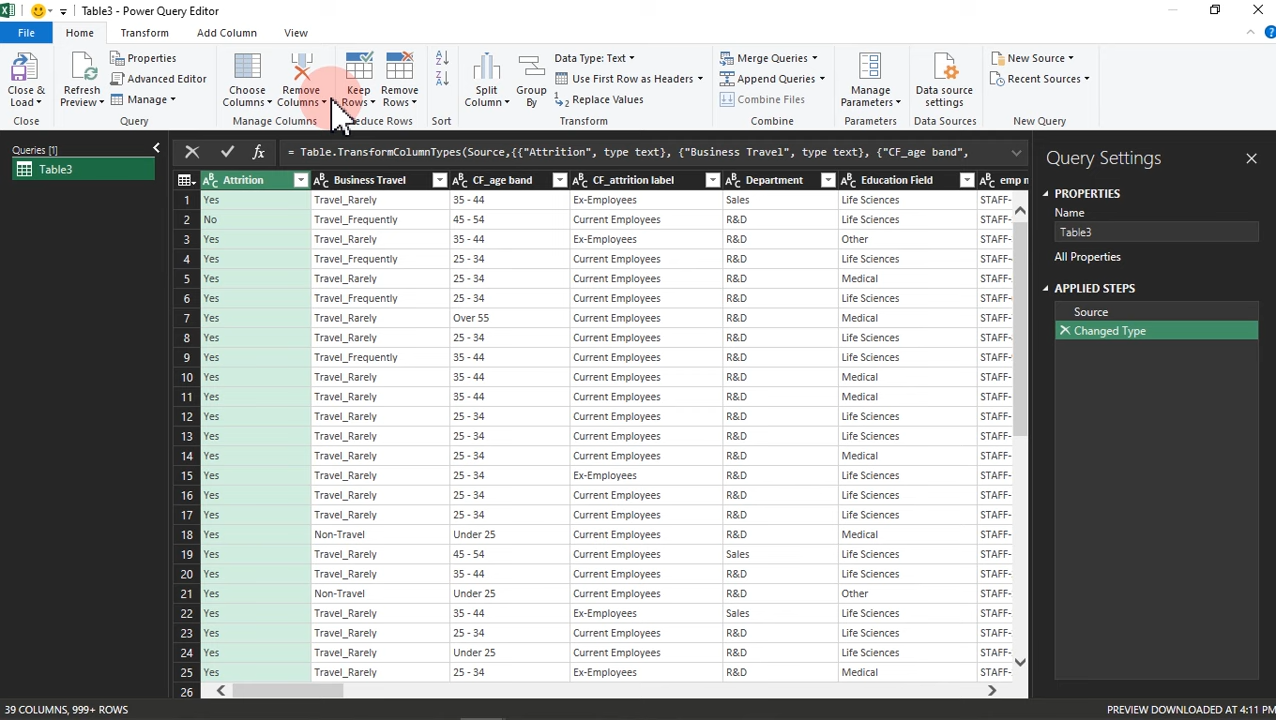 Table3 - Power Query Editor
File Home Transform Add Column View
Close & Load
Refresh Preview
Properties
Advanced Editor
Manage
Choose Columns
Remove Columns
Keep Rows
Remove Rows
Split Column
Group By
Data Type: Text
Use First Row as Headers
Replace Values
Merge Queries
Append Queries
Combine Files
Manage Parameters
Data source settings
New Source
Recent Sources
Close Query Manage Columns Reduce Rows Sort Transform Combine Parameters Data Sources New Query
Queries [1]
Table3
= Table.TransformColumnTypes(Source,{{"Attrition", type text}, {"Business Travel", type text}, {"CF_age band",
Attrition Business Travel CF_age band CF_attrition label Department Education Field emp n
1 Yes Travel_Rarely 35 - 44 Ex-Employees Sales Life Sciences STAFF-
2 No Travel_Frequently 45 - 54 Current Employees R&D Life Sciences STAFF-
3 Yes Travel_Rarely 35 - 44 Ex-Employees R&D Other STAFF-
4 Yes Travel_Frequently 25 - 34 Current Employees R&D Life Sciences STAFF-
5 Yes Travel_Rarely 25 - 34 Current Employees R&D Medical STAFF-
6 Yes Travel_Frequently 25 - 34 Current Employees R&D Life Sciences STAFF-
7 Yes Travel_Rarely Over 55 Current Employees R&D Medical STAFF-
8 Yes Travel_Rarely 25 - 34 Current Employees R&D Life Sciences STAFF-
9 Yes Travel_Frequently 35 - 44 Current Employees R&D Life Sciences STAFF-
10 Yes Travel_Rarely 35 - 44 Current Employees R&D Medical STAFF-
11 Yes Travel_Rarely 35 - 44 Current Employees R&D Medical STAFF-
12 Yes Travel_Rarely 25 - 34 Current Employees R&D Life Sciences STAFF-
13 Yes Travel_Rarely 25 - 34 Current Employees R&D Life Sciences STAFF-
14 Yes Travel_Rarely 25 - 34 Current Employees R&D Medical STAFF-
15 Yes Travel_Rarely 25 - 34 Ex-Employees R&D Life Sciences STAFF-
16 Yes Travel_Rarely 25 - 34 Current Employees R&D Life Sciences STAFF-
17 Yes Travel_Rarely 25 - 34 Current Employees R&D Life Sciences STAFF-
18 Yes Non-Travel Under 25 Current Employees R&D Medical STAFF-
19 Yes Travel_Rarely 45 - 54 Current Employees Sales Life Sciences STAFF-
20 Yes Travel_Rarely 35 - 44 Current Employees R&D Life Sciences STAFF-
21 Yes Non-Travel Under 25 Current Employees R&D Other STAFF-
22 Yes Travel_Rarely 35 - 44 Ex-Employees Sales Life Sciences STAFF-
23 Yes Travel_Rarely 25 - 34 Current Employees R&D Life Sciences STAFF-
24 Yes Travel_Rarely Under 25 Current Employees R&D Life Sciences STAFF-
25 Yes Travel_Rarely 25 - 34 Ex-Employees R&D Medical STAFF-
26
Query Settings
PROPERTIES
Name
Table3
All Properties
APPLIED STEPS
Source
Changed Type
39 COLUMNS, 999+ ROWS
PREVIEW DOWNLOADED AT 4:11 PM